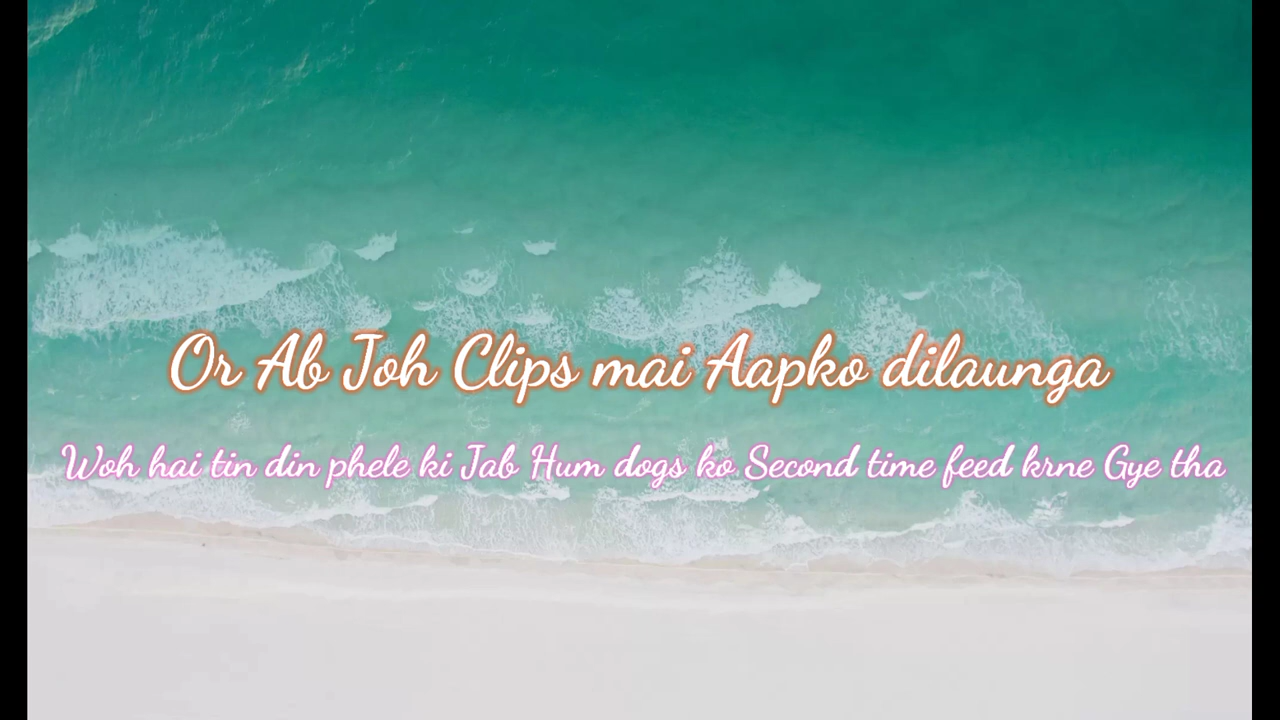 Or Ab Joh Clips mai Aapko dilaunga
Woh hai tin din phele ki Jab Hum dogs ko Second time feed krne Gye tha